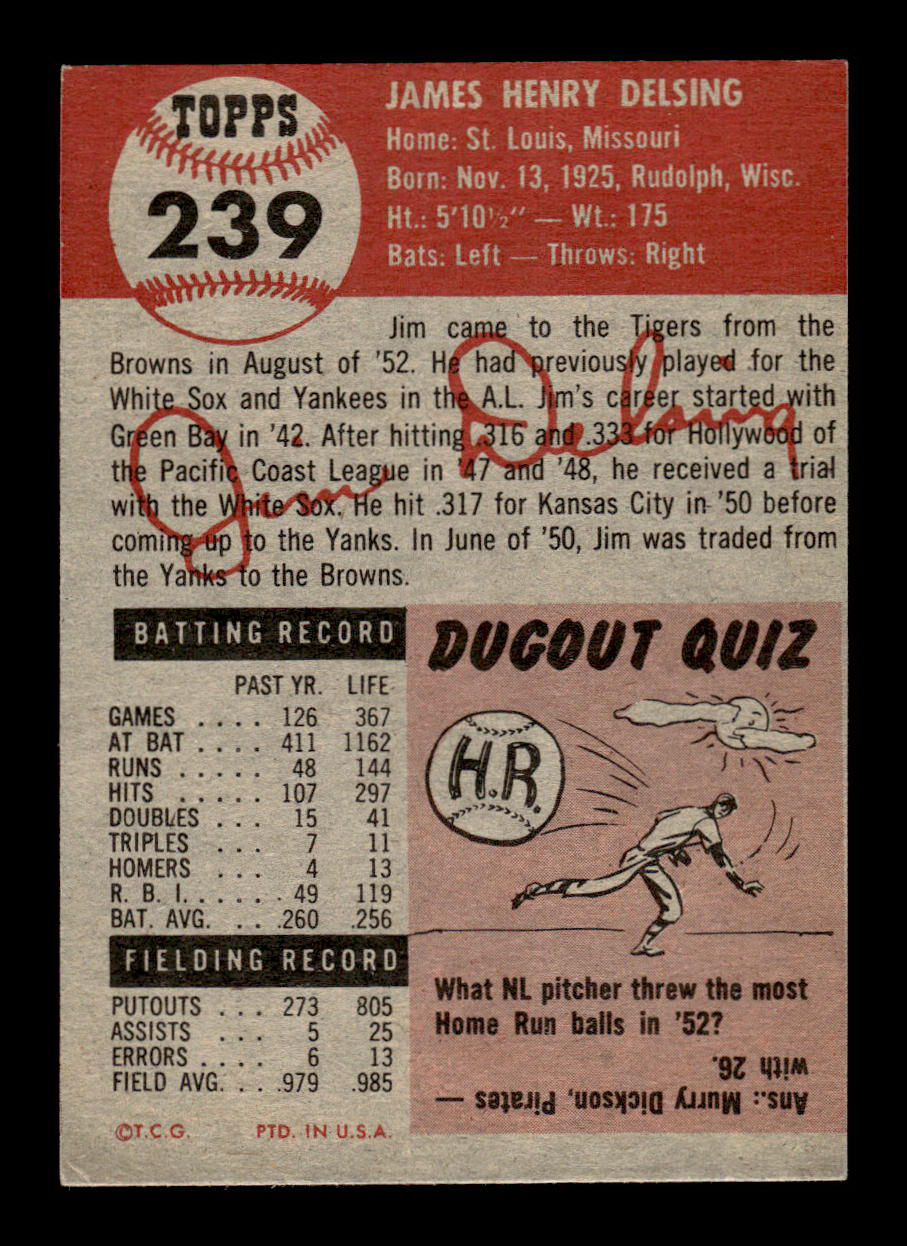 TOPPS
239
JAMES HENRY DELSING
Home: St. Louis, Missouri
Born: Nov. 13, 1925, Rudolph, Wisc.
Ht.: 5'10½" — Wt.: 175
Bats: Left — Throws: Right
Jim came to the Tigers from the
Browns in August of '52. He had previously played for the
White Sox and Yankees in the A.L. Jim's career started with
Green Bay in '42. After hitting .316 and .333 for Hollywood of
the Pacific Coast League in '47 and '48, he received a trial
with the White Sox. He hit .317 for Kansas City in '50 before
coming up to the Yanks. In June of '50, Jim was traded from
the Yanks to the Browns.
Jim Delsing
BATTING RECORD
PAST YR. LIFE
GAMES .... 126 367
AT BAT .... 411 1162
RUNS ..... 48 144
HITS ..... 107 297
DOUBLES ... 15 41
TRIPLES ... 7 11
HOMERS ... 4 13
R. B. I. ..... 49 119
BAT. AVG. ... .260 .256
FIELDING RECORD
PUTOUTS ... 273 805
ASSISTS ... 5 25
ERRORS .... 6 13
FIELD AVG. ... .979 .985
©T.C.G. PTD. IN U.S.A.
DUGOUT QUIZ
H.R.
What NL pitcher threw the most
Home Run balls in '52?
Ans.: Murry Dickson, Pirates —
with 26.